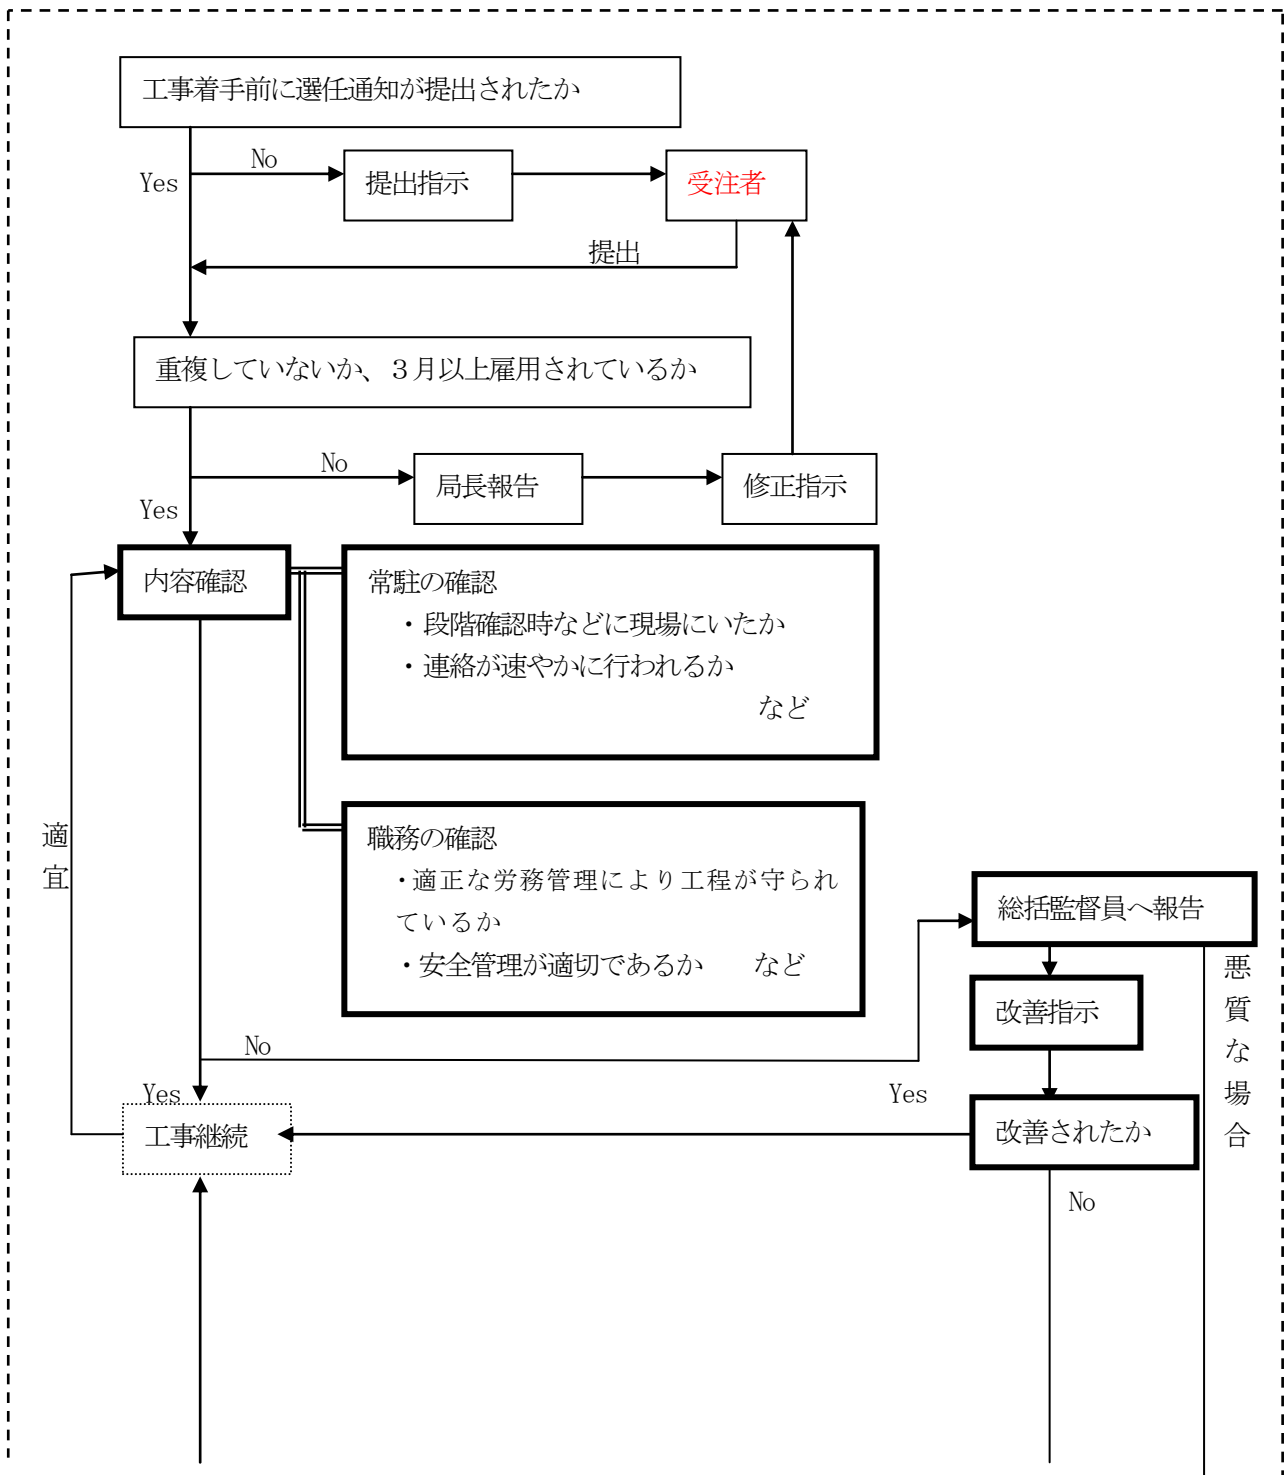 工事着手前に選任通知が提出されたか
No
Yes
提出指示
受注者
提出
重複していないか、３月以上雇用されているか
No
Yes
局長報告
修正指示
内容確認
常駐の確認
・段階確認時などに現場にいたか
・連絡が速やかに行われるか
など
適宜
職務の確認
・適正な労務管理により工程が守られ
ているか
・安全管理が適切であるか　など
総括監督員へ報告
悪質な場合
改善指示
No
Yes
Yes
工事継続
改善されたか
No